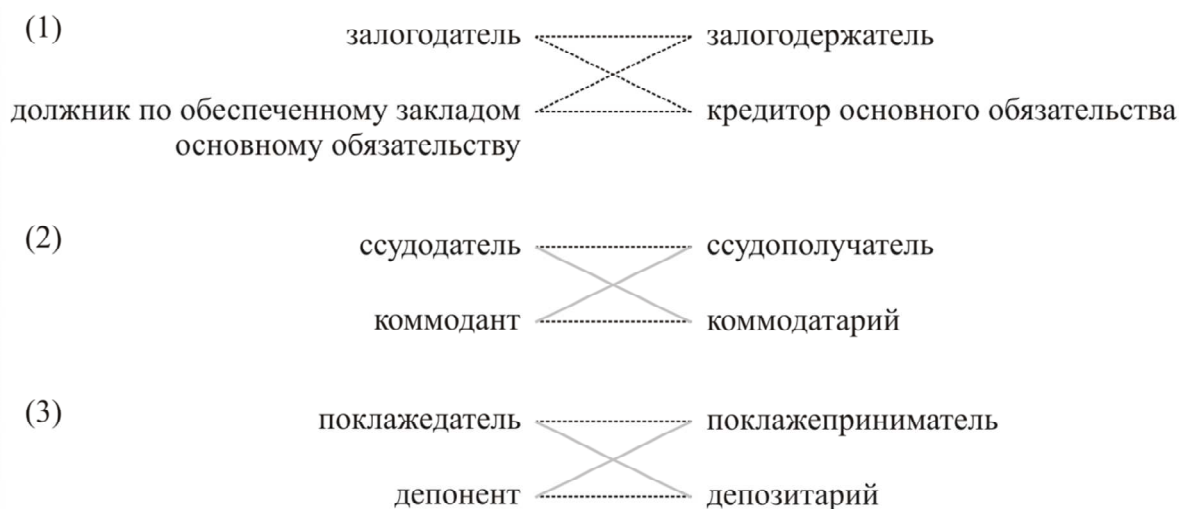 (1) залогодатель залогодержатель
должник по обеспеченному закладом кредитор основного обязательства
основному обязательству
(2) ссудодатель ссудополучатель
коммодант коммодатарий
(3) поклажедатель поклажеприниматель
депонент депозитарий